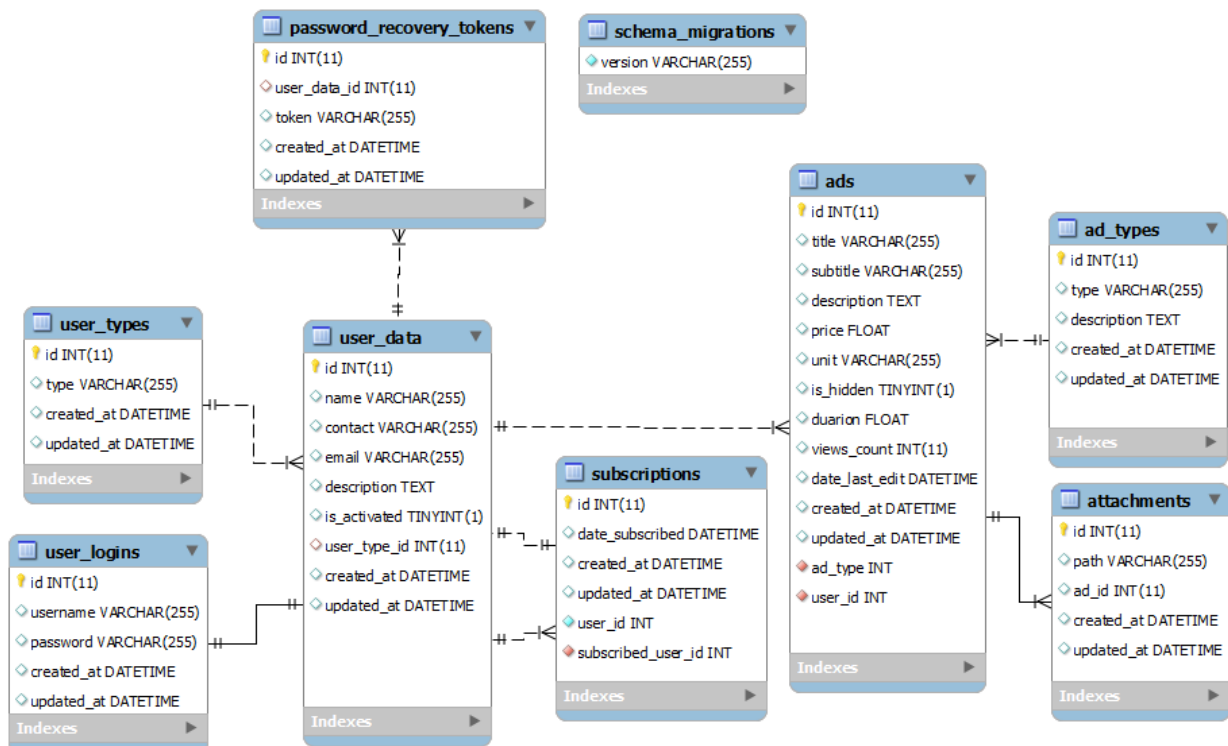 password_recovery_tokens
id INT(11)
user_data_id INT(11)
token VARCHAR(255)
created_at DATETIME
updated_at DATETIME
Indexes
schema_migrations
version VARCHAR(255)
Indexes
user_types
id INT(11)
type VARCHAR(255)
created_at DATETIME
updated_at DATETIME
Indexes
user_logins
id INT(11)
username VARCHAR(255)
password VARCHAR(255)
created_at DATETIME
updated_at DATETIME
Indexes
user_data
id INT(11)
name VARCHAR(255)
contact VARCHAR(255)
email VARCHAR(255)
description TEXT
is_activated TINYINT(1)
user_type_id INT(11)
created_at DATETIME
updated_at DATETIME
Indexes
subscriptions
id INT(11)
date_subscribed DATETIME
created_at DATETIME
updated_at DATETIME
user_id INT
subscribed_user_id INT
Indexes
ads
id INT(11)
title VARCHAR(255)
subtitle VARCHAR(255)
description TEXT
price FLOAT
unit VARCHAR(255)
is_hidden TINYINT(1)
duarion FLOAT
views_count INT(11)
date_last_edit DATETIME
created_at DATETIME
updated_at DATETIME
ad_type INT
user_id INT
Indexes
ad_types
id INT(11)
type VARCHAR(255)
description TEXT
created_at DATETIME
updated_at DATETIME
Indexes
attachments
id INT(11)
path VARCHAR(255)
ad_id INT(11)
created_at DATETIME
updated_at DATETIME
Indexes